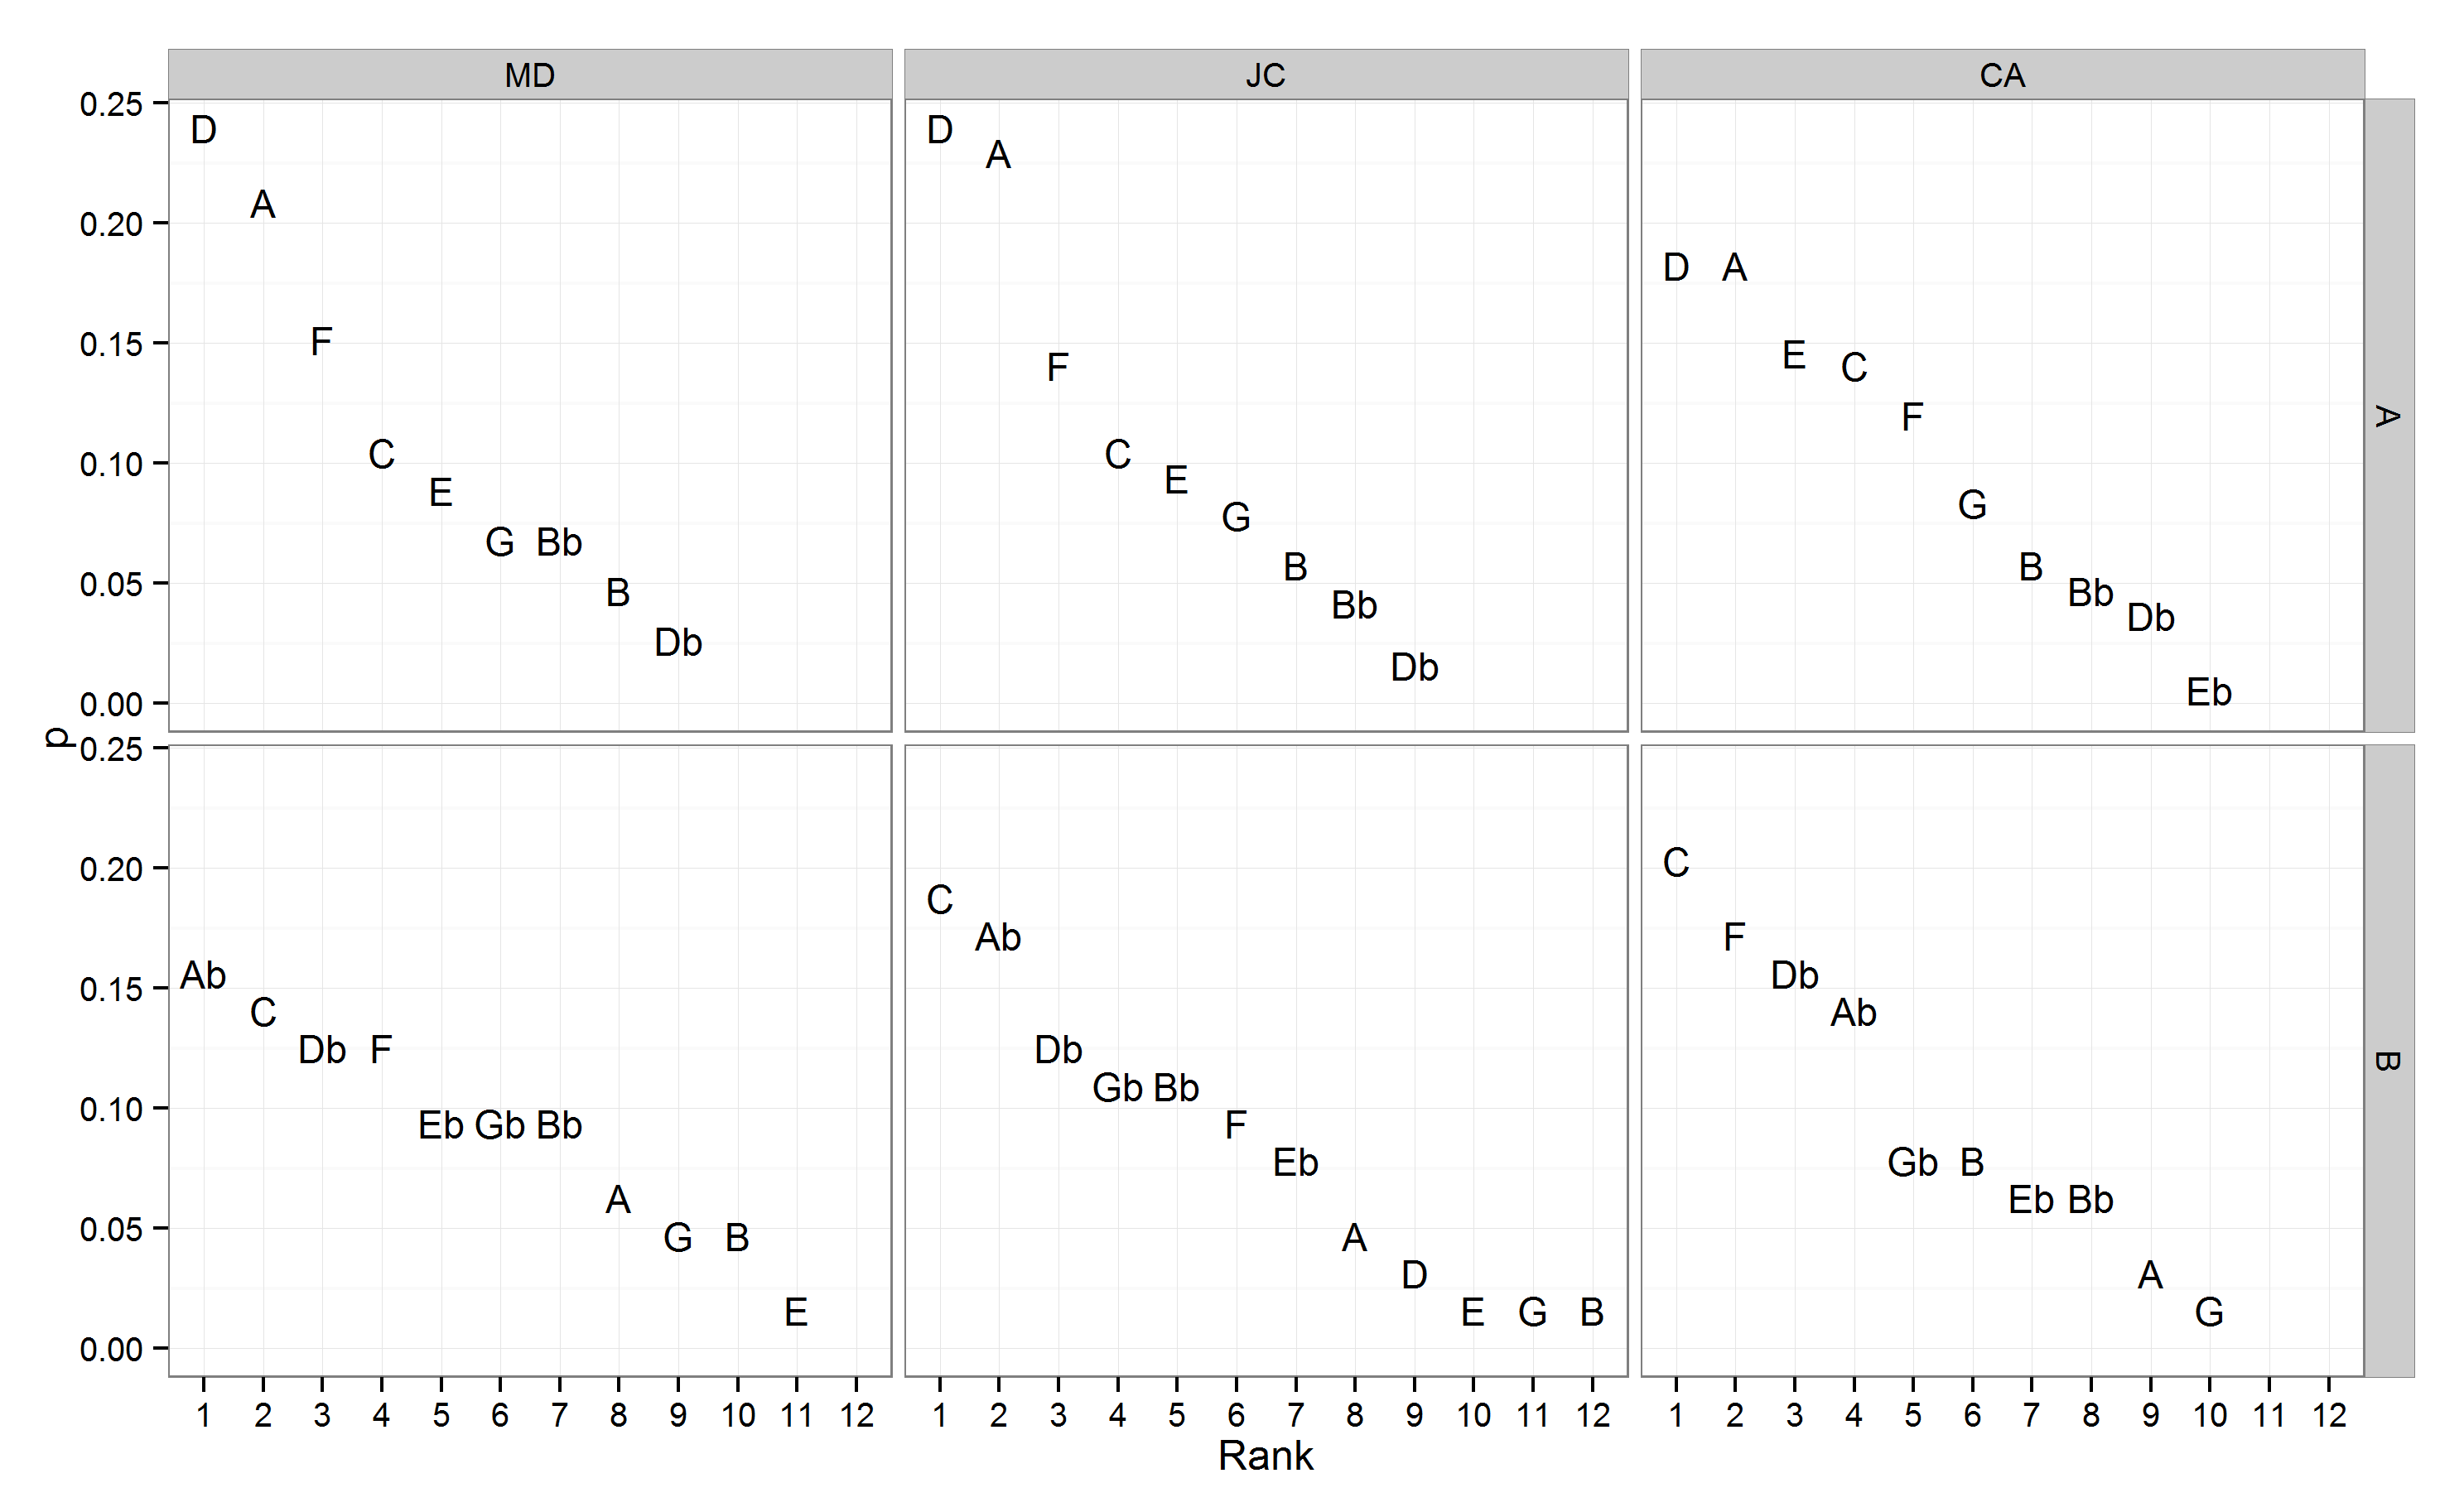 MD JC CA
0.25
D D
A
A
0.20
D A
0.15
F
E
F C
F
C C
0.10
E
E
G
G
G Bb
B
0.05
B Bb
Bb
Db
Db
Db
Eb
0.00
A
p
0.25
0.20
C
C
Ab F
Ab Db
0.15
C Ab
Db F Db
0.10
Gb Bb
Eb Gb Bb F
Eb Gb B
A Eb Bb
0.05
G B A
D A
E E G B G
0.00
B
1 2 3 4 5 6 7 8 9 10 11 12 1 2 3 4 5 6 7 8 9 10 11 12 1 2 3 4 5 6 7 8 9 10 11 12
Rank